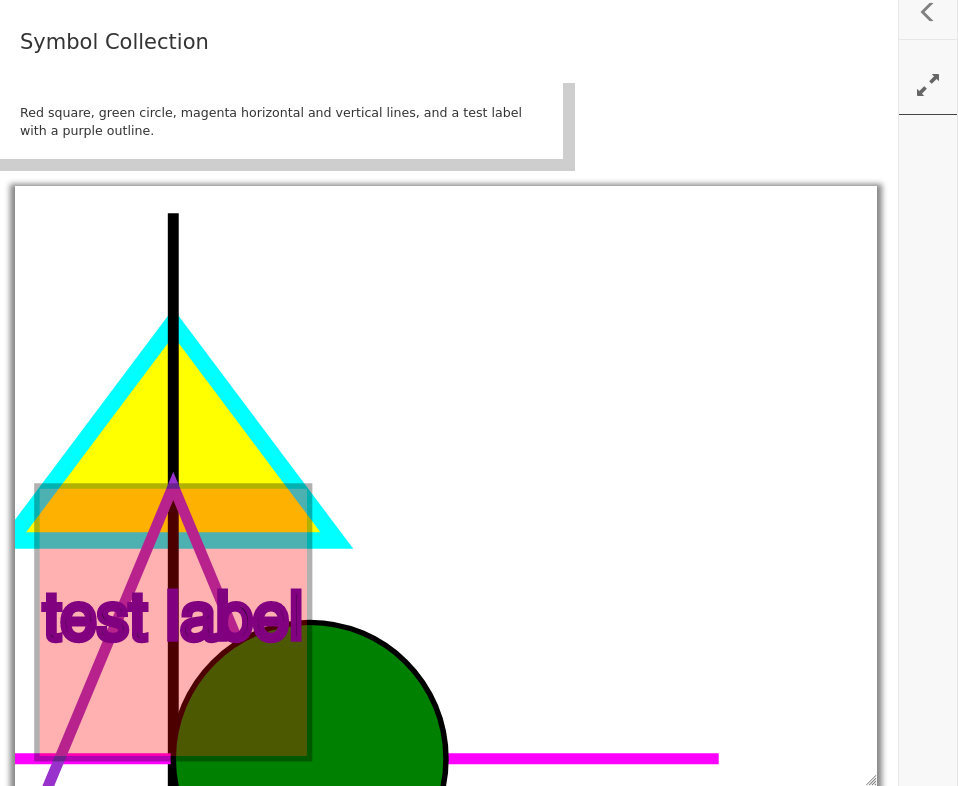 Symbol Collection
Red square, green circle, magenta horizontal and vertical lines, and a test label
with a purple outline.
test label